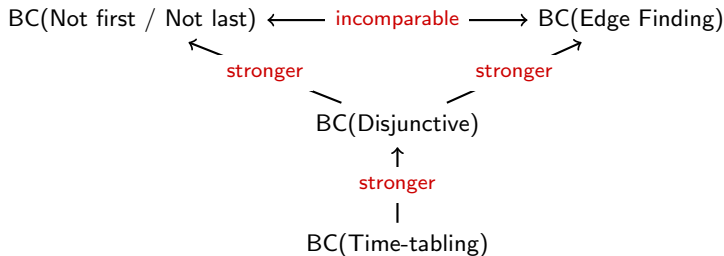 BC(Not first / Not last) incomparable BC(Edge Finding)
stronger stronger
BC(Disjunctive)
stronger
BC(Time-tabling)